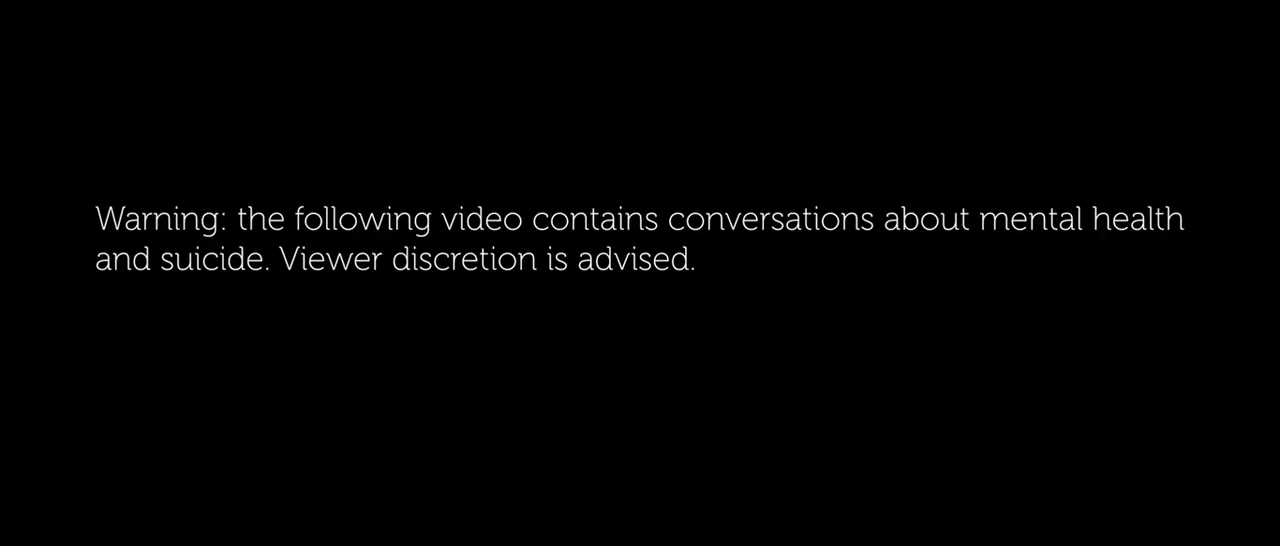 Warning: the following video contains conversations about mental health
and suicide. Viewer discretion is advised.